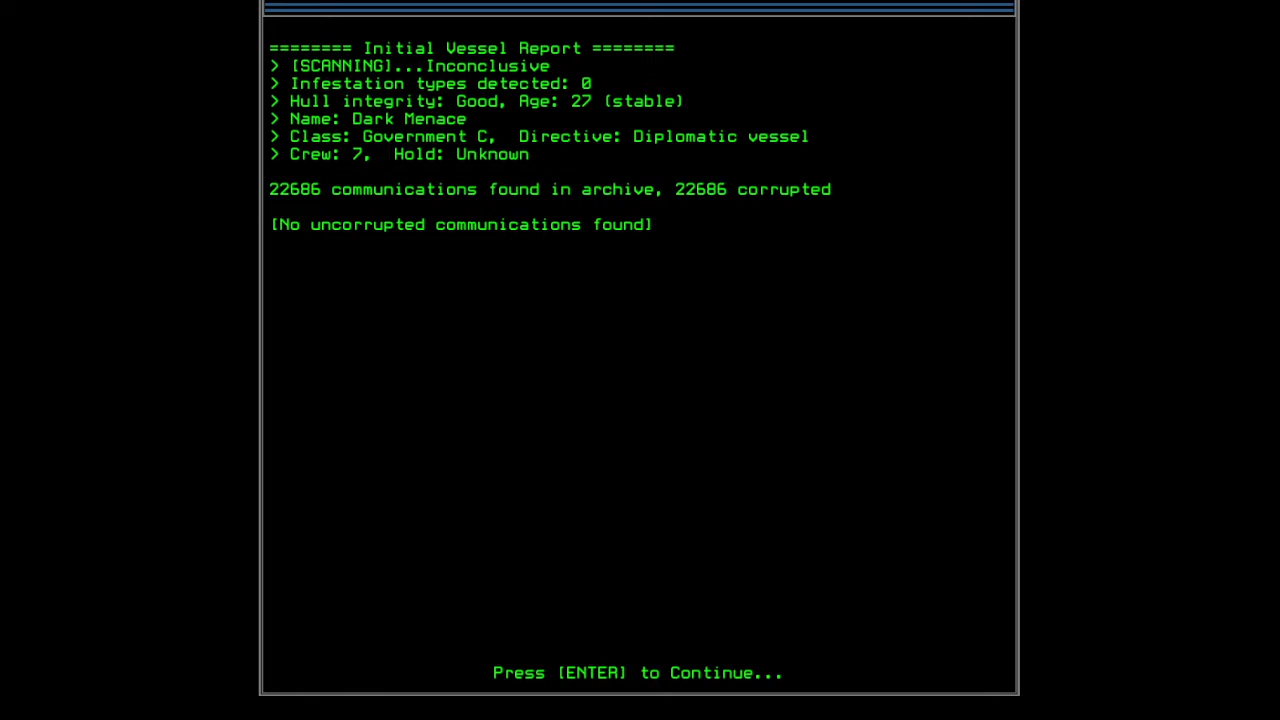 ======== Initial Vessel Report ========
> [SCANNING]...Inconclusive
> Infestation types detected: 0
> Hull integrity: Good, Age: 27 (stable)
> Name: Dark Menace
> Class: Government C,  Directive: Diplomatic vessel
> Crew: 7,  Hold: Unknown
22686 communications found in archive, 22686 corrupted
[No uncorrupted communications found]
Press [ENTER] to Continue...